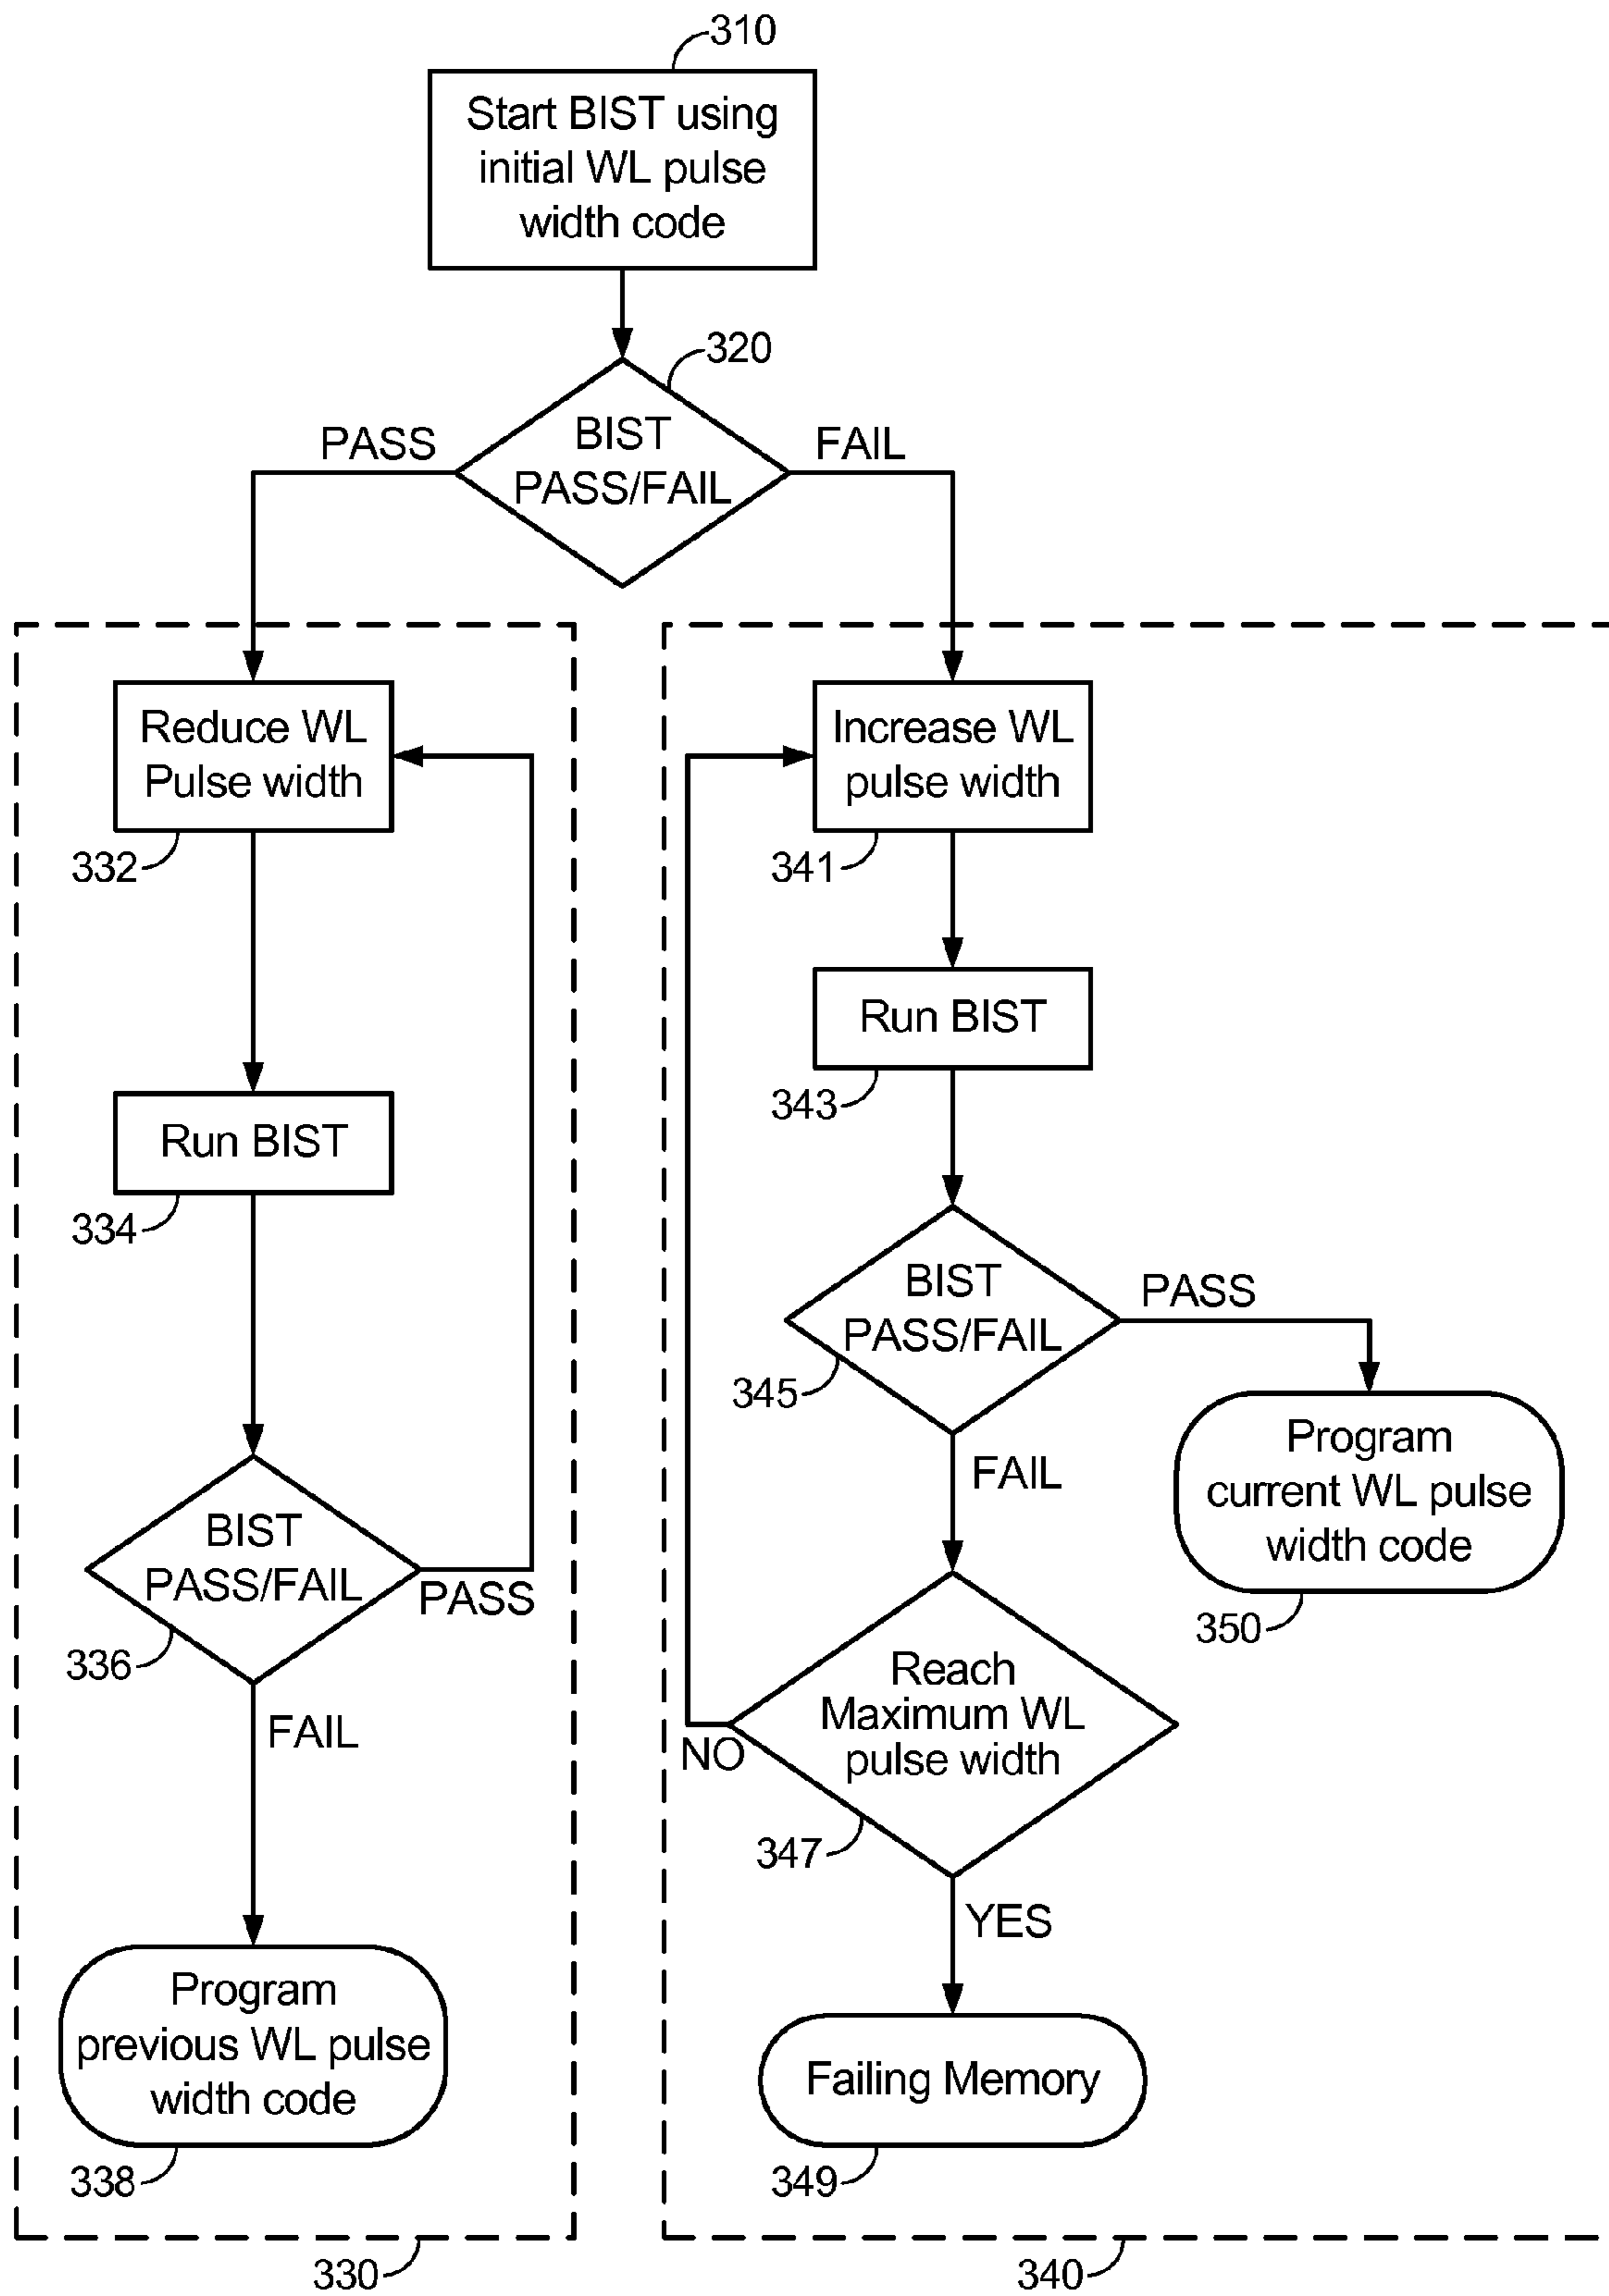 310
Start BIST using
initial WL pulse
width code
320
BIST
PASS/FAIL
PASS
FAIL
Reduce WL
Pulse width
332
Run BIST
334
BIST
PASS/FAIL
PASS
336
FAIL
Program
previous WL pulse
width code
338
330
Increase WL
pulse width
341
Run BIST
343
BIST
PASS/FAIL
PASS
345
FAIL
Program
current WL pulse
width code
350
Reach
Maximum WL
pulse width
NO
347
YES
Failing Memory
349
340